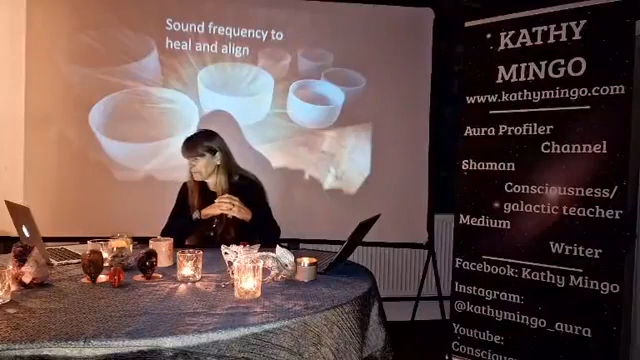 Sound frequency to
heal and align
KATHY
MINGO
www.kathymingo.com
Aura Profiler
Channel
Shaman
Consciousness/
galactic teacher
Medium
Writer
Facebook: Kathy Mingo
Instagram:
@kathymingo_aura
Youtube: